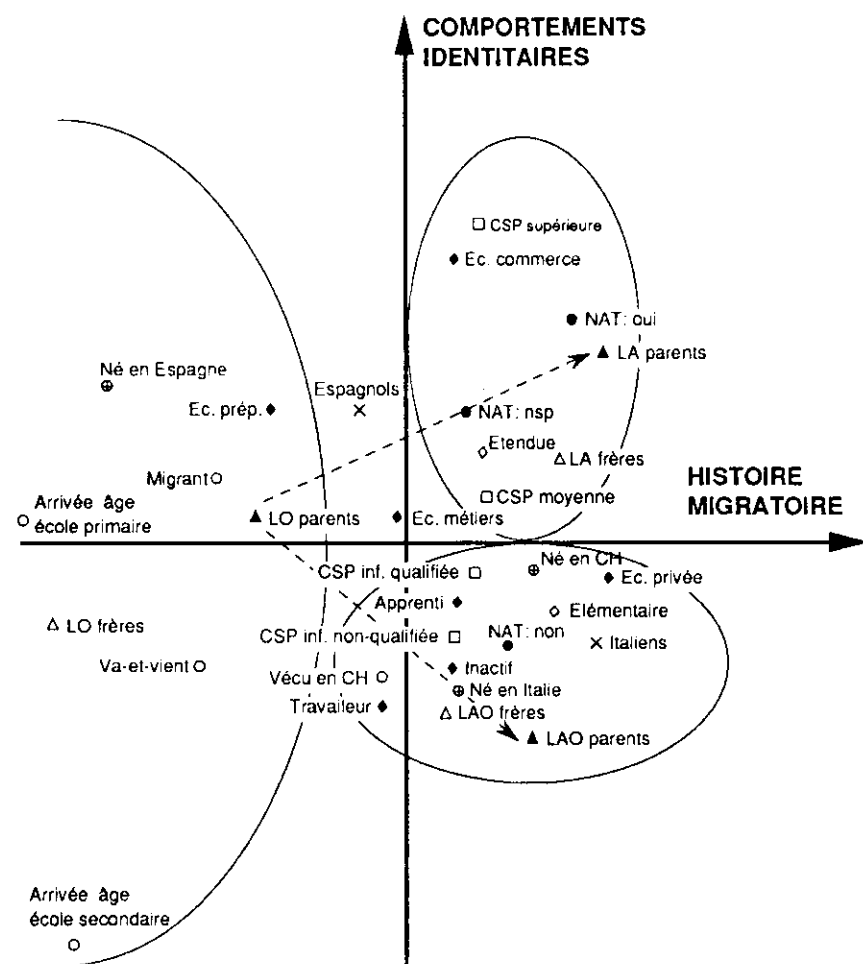 COMPORTEMENTS
IDENTITAIRES
CSP supérieure
Ec. commerce
NAT: oui
LA parents
Né en Espagne
Espagnols
Ec. prép.
NAT: nsp
Etendue
LA frères
HISTOIRE
MIGRATOIRE
Migrant
CSP moyenne
Arrivée âge
école primaire
LO parents
Ec. métiers
Né en CH
CSP inf. qualifiée
Ec. privée
Apprenti
Elémentaire
LO frères
CSP inf. non-qualifiée
NAT: non
Italiens
Va-et-vient
Inactif
Vécu en CH
Né en Italie
Travailleur
LAO frères
LAO parents
Arrivée âge
école secondaire